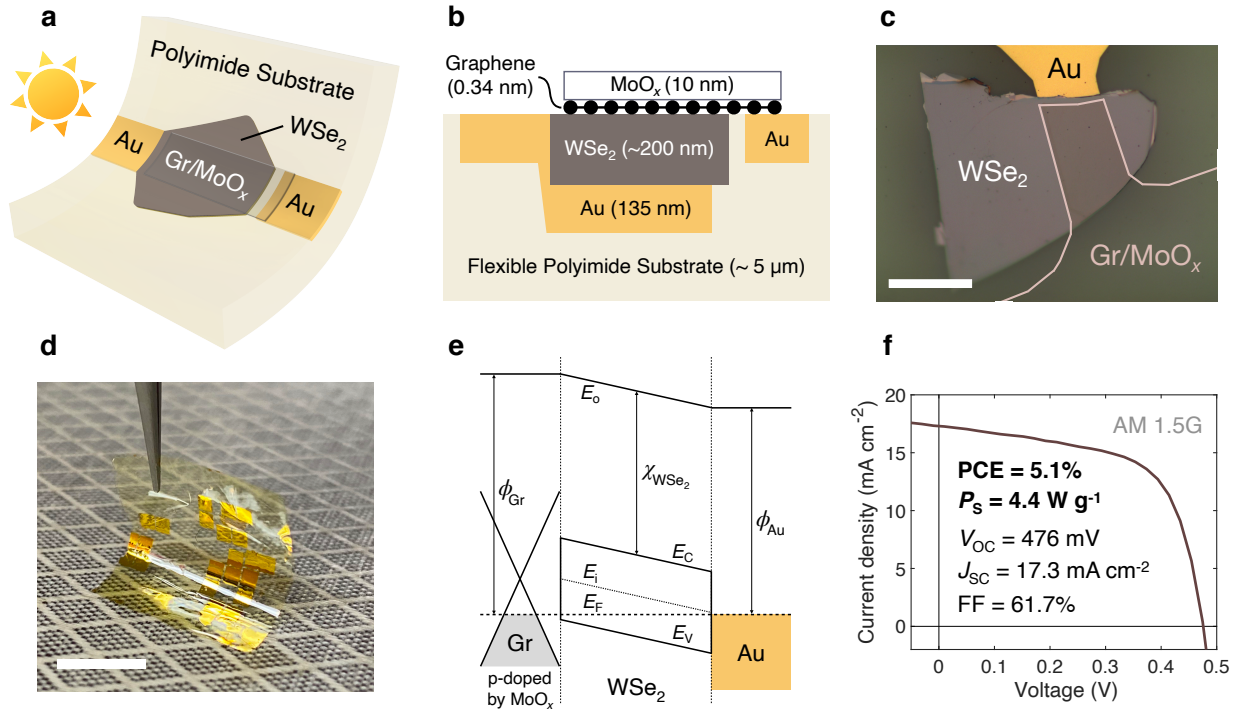 a
Polyimide Substrate
WSe₂
Au
Gr/MoOₓ
Au
b
Graphene
(0.34 nm)
MoOₓ (10 nm)
WSe₂ (~200 nm)
Au
Au (135 nm)
Flexible Polyimide Substrate (~ 5 μm)
c
Au
WSe₂
Gr/MoOₓ
d
e
E₀
ϕGr
χWSe₂
ϕAu
EC
Ei
EF
EV
Gr
Au
p-doped
by MoOₓ
WSe₂
f
AM 1.5G
PCE = 5.1%
PS = 4.4 W g⁻¹
VOC = 476 mV
JSC = 17.3 mA cm⁻²
FF = 61.7%
Current density (mA cm⁻²)
20
15
10
5
0
0
0.1
0.2
0.3
0.4
0.5
Voltage (V)